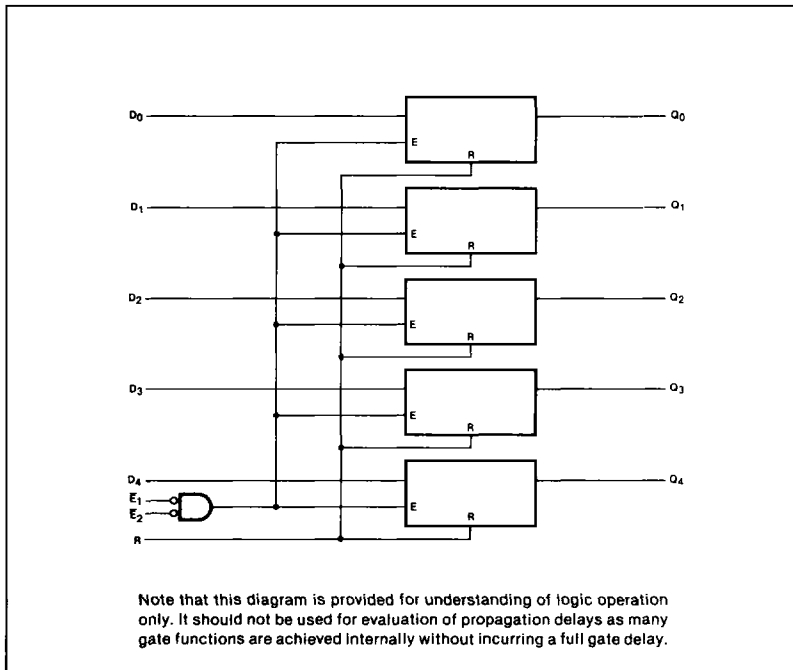 D0 Q0
E
R
D1 Q1
E
R
D2 Q2
E
R
D3 Q3
E
R
D4 Q4
E̅1
E
E̅2
R
R
Note that this diagram is provided for understanding of logic operation
only. It should not be used for evaluation of propagation delays as many
gate functions are achieved internally without incurring a full gate delay.